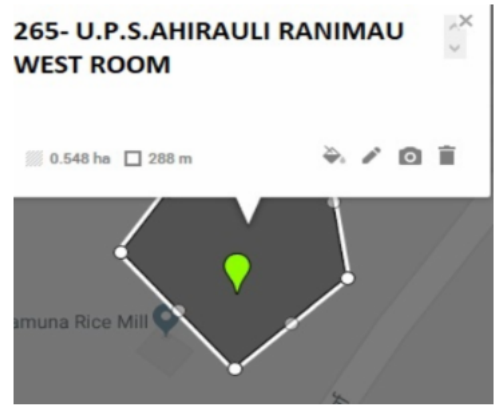 265- U.P.S.AHIRAULI RANIMAU
WEST ROOM
0.548 ha 288 m
amuna Rice Mill